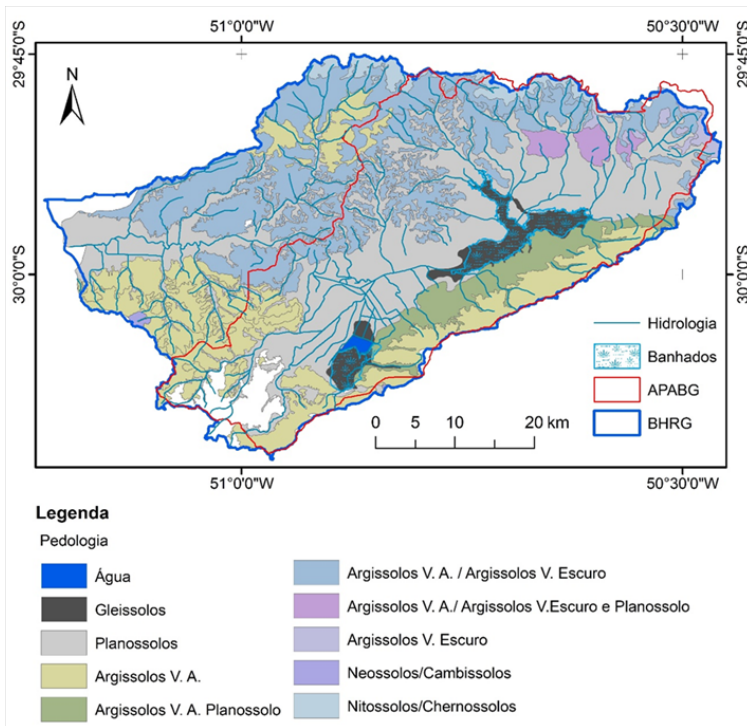 51°0'0"W
50°30'0"W
29°45'0"S
29°45'0"S
N
30°0'0"S
30°0'0"S
Hidrologia
Banhados
APABG
BHRG
0 5 10 20 km
51°0'0"W
50°30'0"W
Legenda
Pedologia
Água
Gleissolos
Planossolos
Argissolos V. A.
Argissolos V. A. Planossolo
Argissolos V. A. / Argissolos V. Escuro
Argissolos V. A./ Argissolos V.Escuro e Planossolo
Argissolos V. Escuro
Neossolos/Cambissolos
Nitossolos/Chernossolos